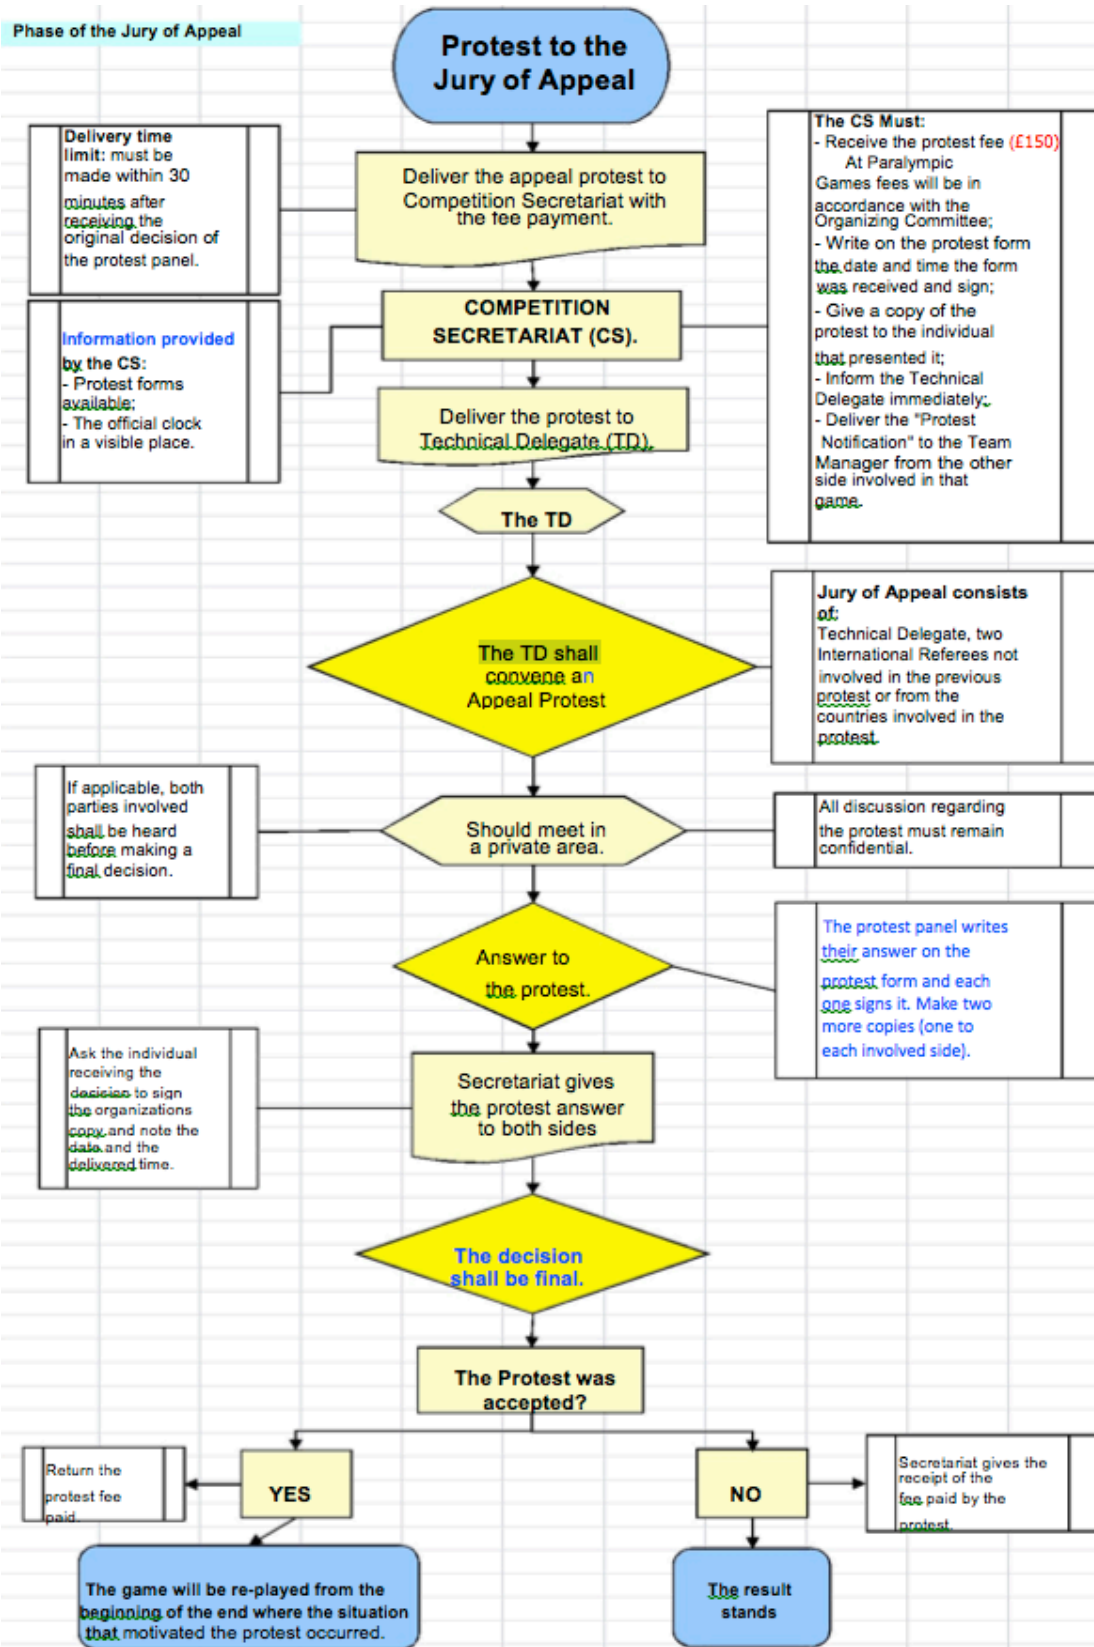 Phase of the Jury of Appeal
Protest to the
Jury of Appeal
Delivery time
limit: must be
made within 30
minutes after
receiving the
original decision of
the protest panel.
Deliver the appeal protest to
Competition Secretariat with
the fee payment.
The CS Must:
- Receive the protest fee (£150)
At Paralympic
Games fees will be in
accordance with the
Organizing Committee;
- Write on the protest form
the date and time the form
was received and sign;
- Give a copy of the
protest to the individual
that presented it;
- Inform the Technical
Delegate immediately;
- Deliver the "Protest
Notification" to the Team
Manager from the other
side involved in that
game.
COMPETITION
SECRETARIAT (CS).
Information provided
by the CS:
- Protest forms
available;
- The official clock
in a visible place.
Deliver the protest to
Technical Delegate (TD).
The TD
The TD shall
convene an
Appeal Protest
Jury of Appeal consists
of:
Technical Delegate, two
International Referees not
involved in the previous
protest or from the
countries involved in the
protest.
If applicable, both
parties involved
shall be heard
before making a
final decision.
Should meet in
a private area.
All discussion regarding
the protest must remain
confidential.
Answer to
the protest.
The protest panel writes
their answer on the
protest form and each
one signs it. Make two
more copies (one to
each involved side).
Ask the individual
receiving the
decision to sign
the organizations
copy and note the
date and the
delivered time.
Secretariat gives
the protest answer
to both sides
The decision
shall be final.
The Protest was
accepted?
Return the
protest fee
paid.
YES
NO
Secretariat gives the
receipt of the
fee paid by the
protest.
The game will be re-played from the
beginning of the end where the situation
that motivated the protest occurred.
The result
stands